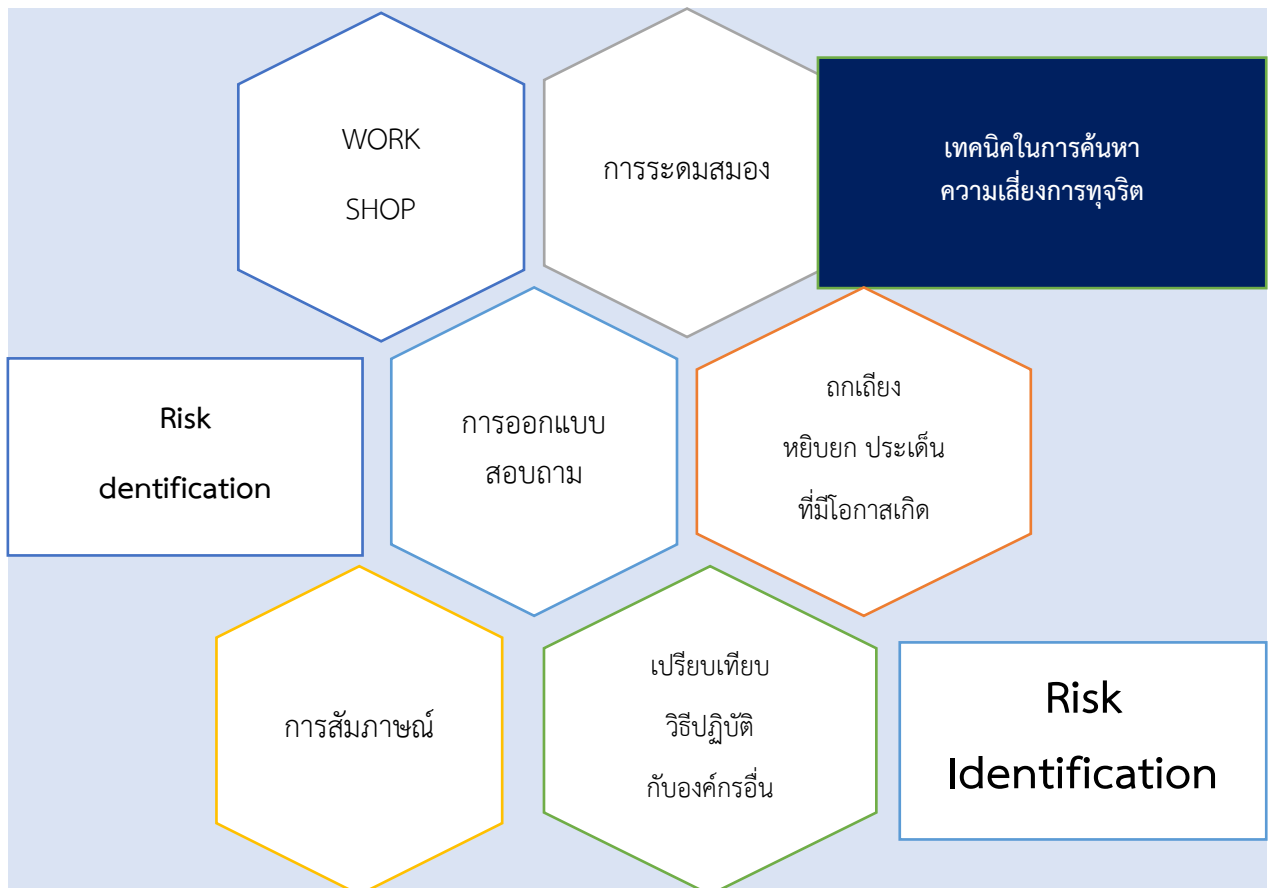 WORK
SHOP
การระดมสมอง
เทคนิคในการค้นหา
ความเสี่ยงการทุจริต
Risk
dentification
การออกแบบ
สอบถาม
ถกเถียง
หยิบยก ประเด็น
ที่มีโอกาสเกิด
การสัมภาษณ์
เปรียบเทียบ
วิธีปฏิบัติ
กับองค์กรอื่น
Risk
Identification